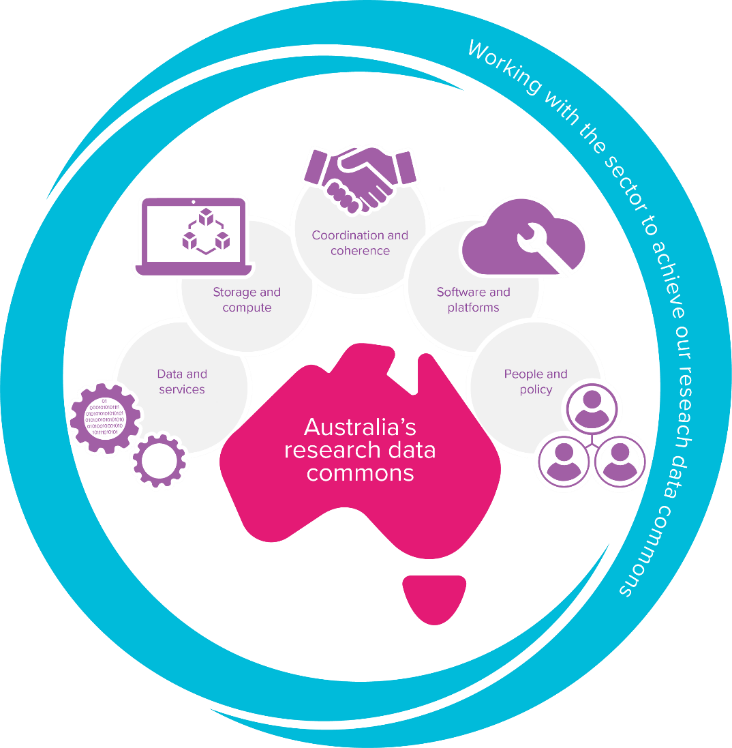 Working with the sector to achieve our reseach data commons
Coordination and
coherence
Storage and
compute
Software and
platforms
Data and
services
People and
policy
Australia's
research data
commons